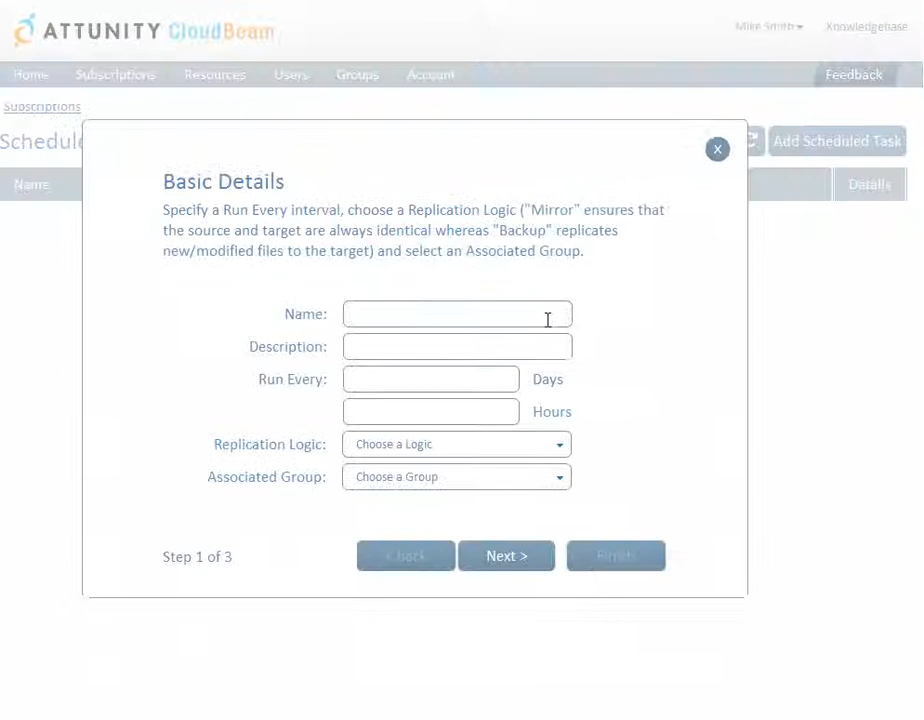 ATTUNITY CloudBeam
Mike Smith
Knowledgebase
Home Subscriptions Resources Users Groups Account Feedback
Subscriptions
Schedule
Add Scheduled Task
Name
Details
X
Basic Details
Specify a Run Every interval, choose a Replication Logic ("Mirror" ensures that
the source and target are always identical whereas "Backup" replicates
new/modified files to the target) and select an Associated Group.
Name:
Description:
Run Every: Days
Hours
Replication Logic: Choose a Logic
Associated Group: Choose a Group
Step 1 of 3
< Back Next > Finish